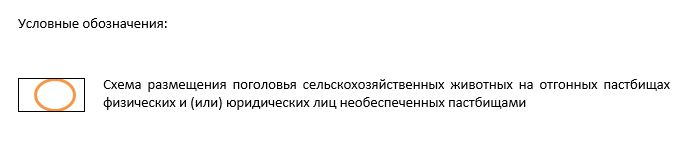 Условные обозначения:
Схема размещения поголовья сельскохозяйственных животных на отгонных пастбищах
физических и (или) юридических лиц необеспеченных пастбищами